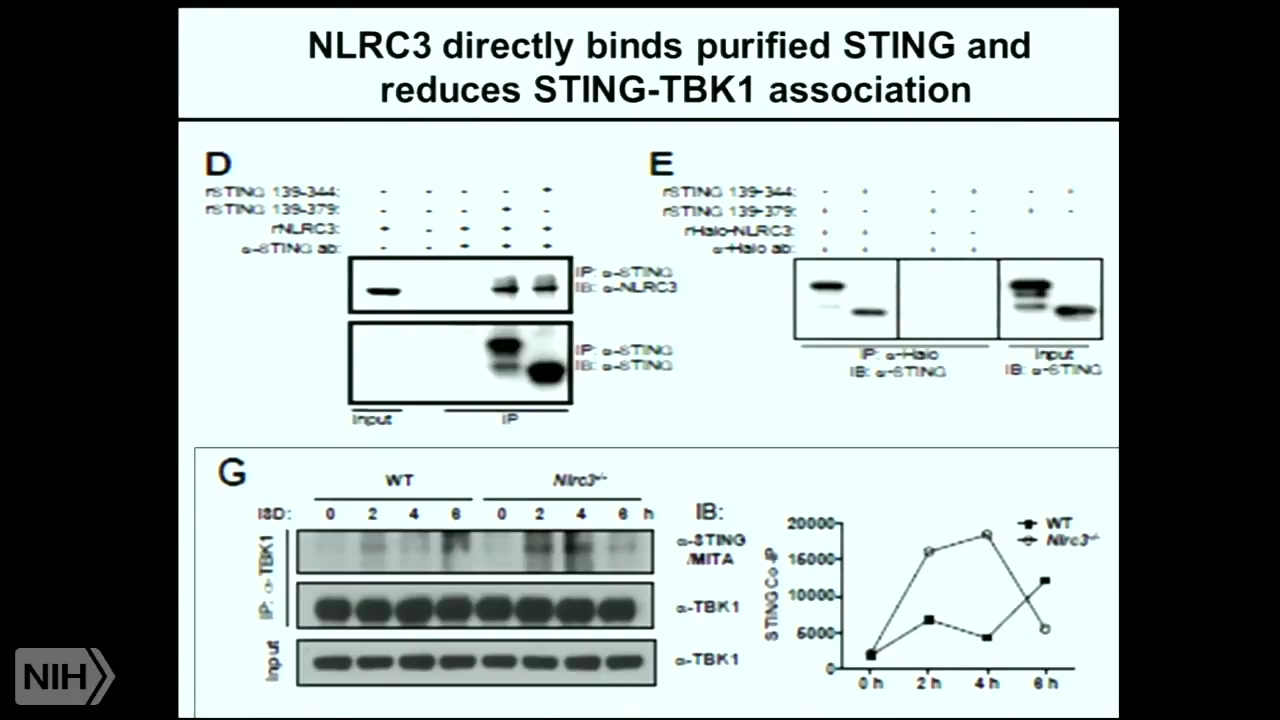 NLRC3 directly binds purified STING and
reduces STING-TBK1 association
D
rSTING 139-344: - - - - +
rSTING 139-379: - - - + -
rNLRC3: + - + + +
α-STING ab: - - + + +
IP: α-STING
IB: α-NLRC3
IP: α-STING
IB: α-STING
Input IP
E
rSTING 139-344: - + - + - +
rSTING 139-379: + - + - + -
rHalo-NLRC3: + + - -
α-Halo ab: + + + +
IP: α-Halo
IB: α-STING
Input
IB: α-STING
G
WT Nlrc3-/-
ISD: 0 2 4 6 0 2 4 6 h
IB:
IP: α-TBK1
α-STING
/MITA
α-TBK1
Input
α-TBK1
STING Co-IP
20000
15000
10000
5000
0
0 h 2 h 4 h 6 h
WT
Nlrc3-/-
NIH